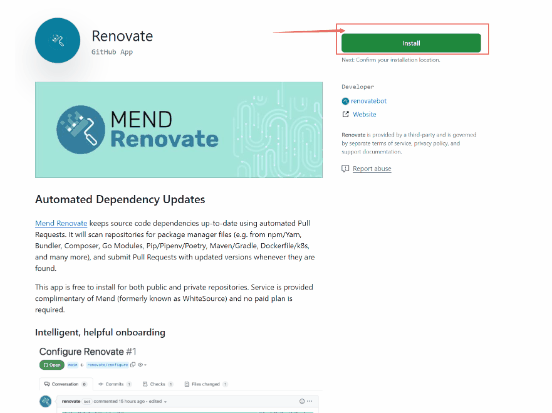 Renovate
GitHub App
Install
Next: Confirm your installation location.
Developer
renovatebot
Website
Renovate is provided by a third-party and is governed
by separate terms of service, privacy policy, and
support documentation.
Report abuse
MEND
Renovate
Automated Dependency Updates
Mend Renovate keeps source code dependencies up-to-date using automated Pull
Requests. It will scan repositories for package manager files (e.g. from npm/Yarn,
Bundler, Composer, Go Modules, Pip/Pipenv/Poetry, Maven/Gradle, Dockerfile/k8s,
and many more), and submit Pull Requests with updated versions whenever they are
found.
This app is free to install for both public and private repositories. Service is provided
complimentary of Mend (formerly known as WhiteSource) and no paid plan is
required.
Intelligent, helpful onboarding
Configure Renovate #1
Open main renovate/configure
Conversation 0 Commits 1 Checks 0 Files changed 1
renovate bot commented 18 hours ago • edited